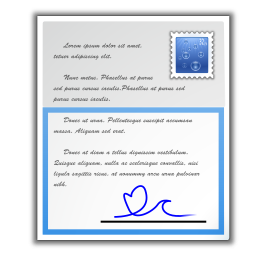 Lorem ipsum dolor sit amet,
tetuer adipiscing elit.
Nunc metus. Phasellus at purus
sed purus cursus iaculis.Phasellus at purus sed
purus cursus iaculis.
Donec ut urna. Pellentesque suscipit accumsan
massa. Aliquam sed erat.
Donec at diam a tellus dignissim vestibulum.
Quisque aliquam, nulla ac scelerisque convallis, nisi
ligula sagittis risus, at nonummy arcu urna pulvinar
nibh.